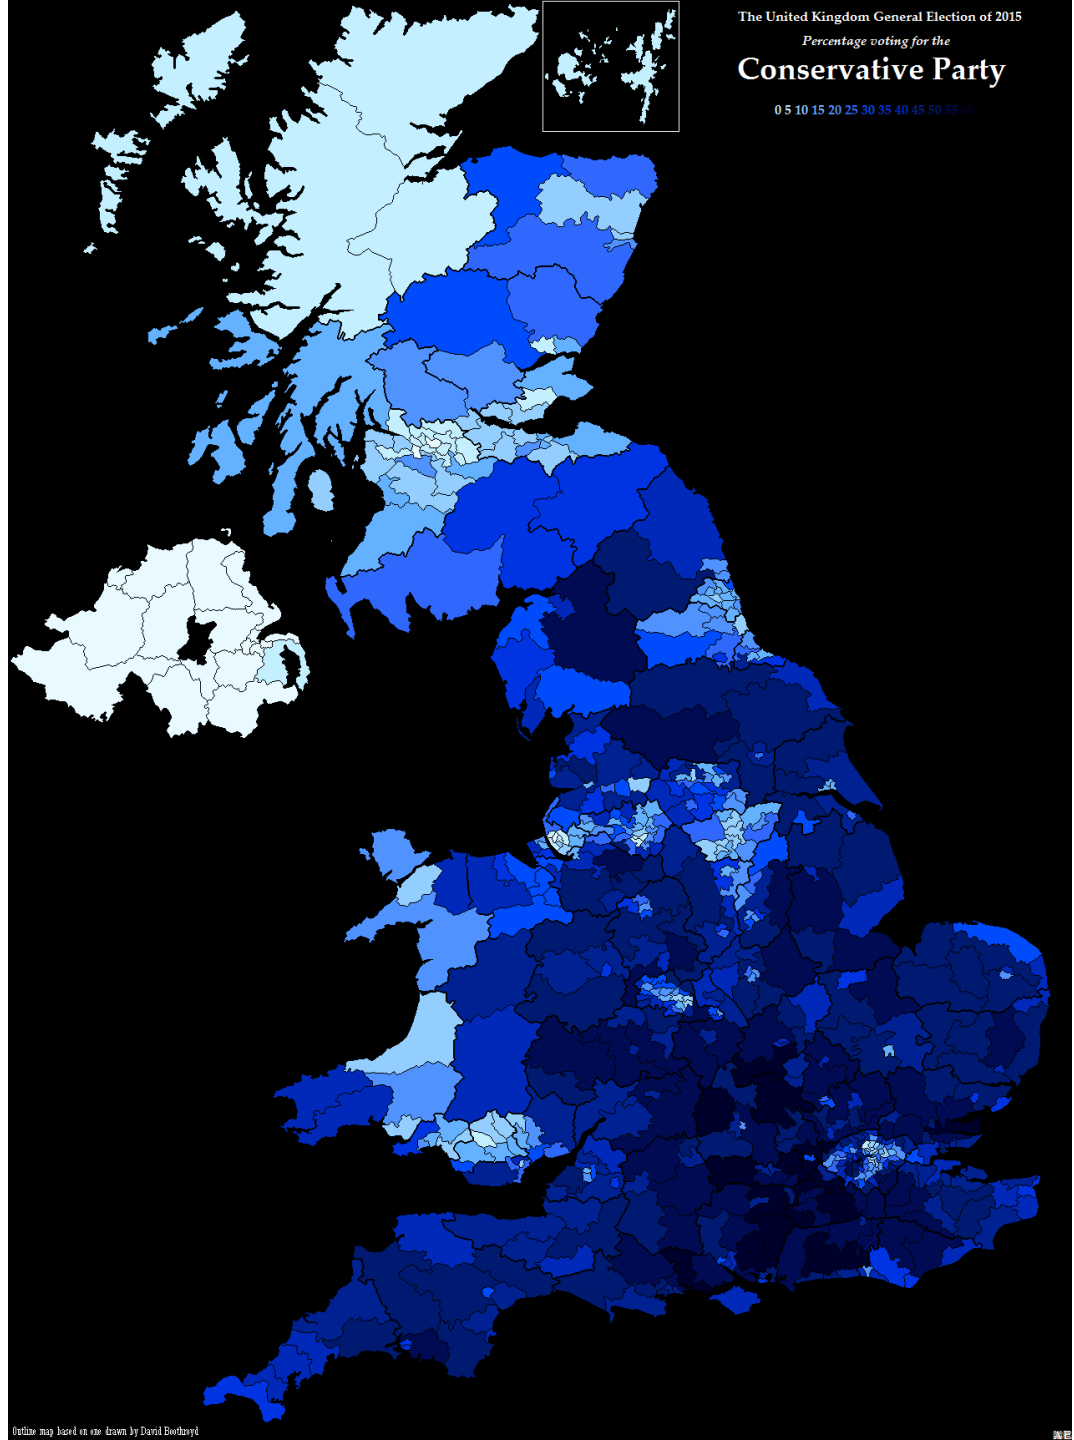 The United Kingdom General Election of 2015
Percentage voting for the
Conservative Party
0 5 10 15 20 25 30 35 40 45 50 55
Outline map based on one drawn by David Boothroyd